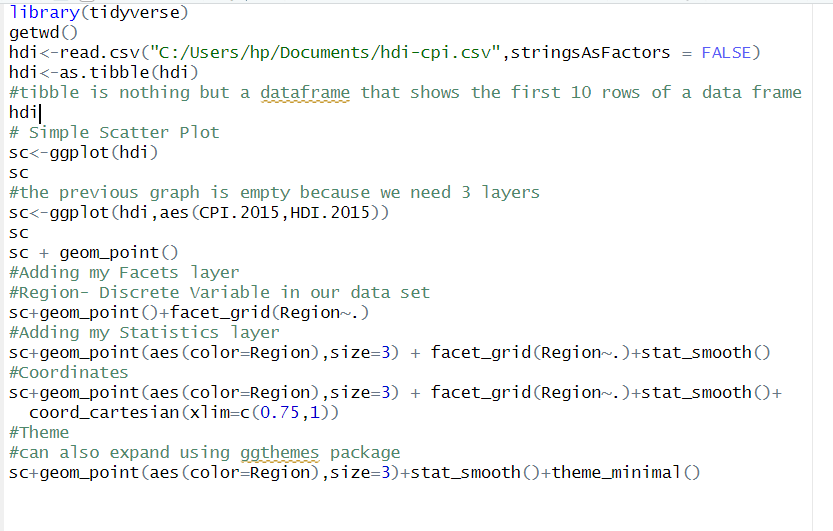 library(tidyverse)
getwd()
hdi<-read.csv("C:/Users/hp/Documents/hdi-cpi.csv",stringsAsFactors = FALSE)
hdi<-as.tibble(hdi)
#tibble is nothing but a dataframe that shows the first 10 rows of a data frame
hdi
# Simple Scatter Plot
sc<-ggplot(hdi)
sc
#the previous graph is empty because we need 3 layers
sc<-ggplot(hdi,aes(CPI.2015,HDI.2015))
sc
sc + geom_point()
#Adding my Facets layer
#Region- Discrete Variable in our data set
sc+geom_point()+facet_grid(Region~.)
#Adding my Statistics layer
sc+geom_point(aes(color=Region),size=3) + facet_grid(Region~.)+stat_smooth()
#Coordinates
sc+geom_point(aes(color=Region),size=3) + facet_grid(Region~.)+stat_smooth()+
  coord_cartesian(xlim=c(0.75,1))
#Theme
#can also expand using ggthemes package
sc+geom_point(aes(color=Region),size=3)+stat_smooth()+theme_minimal()